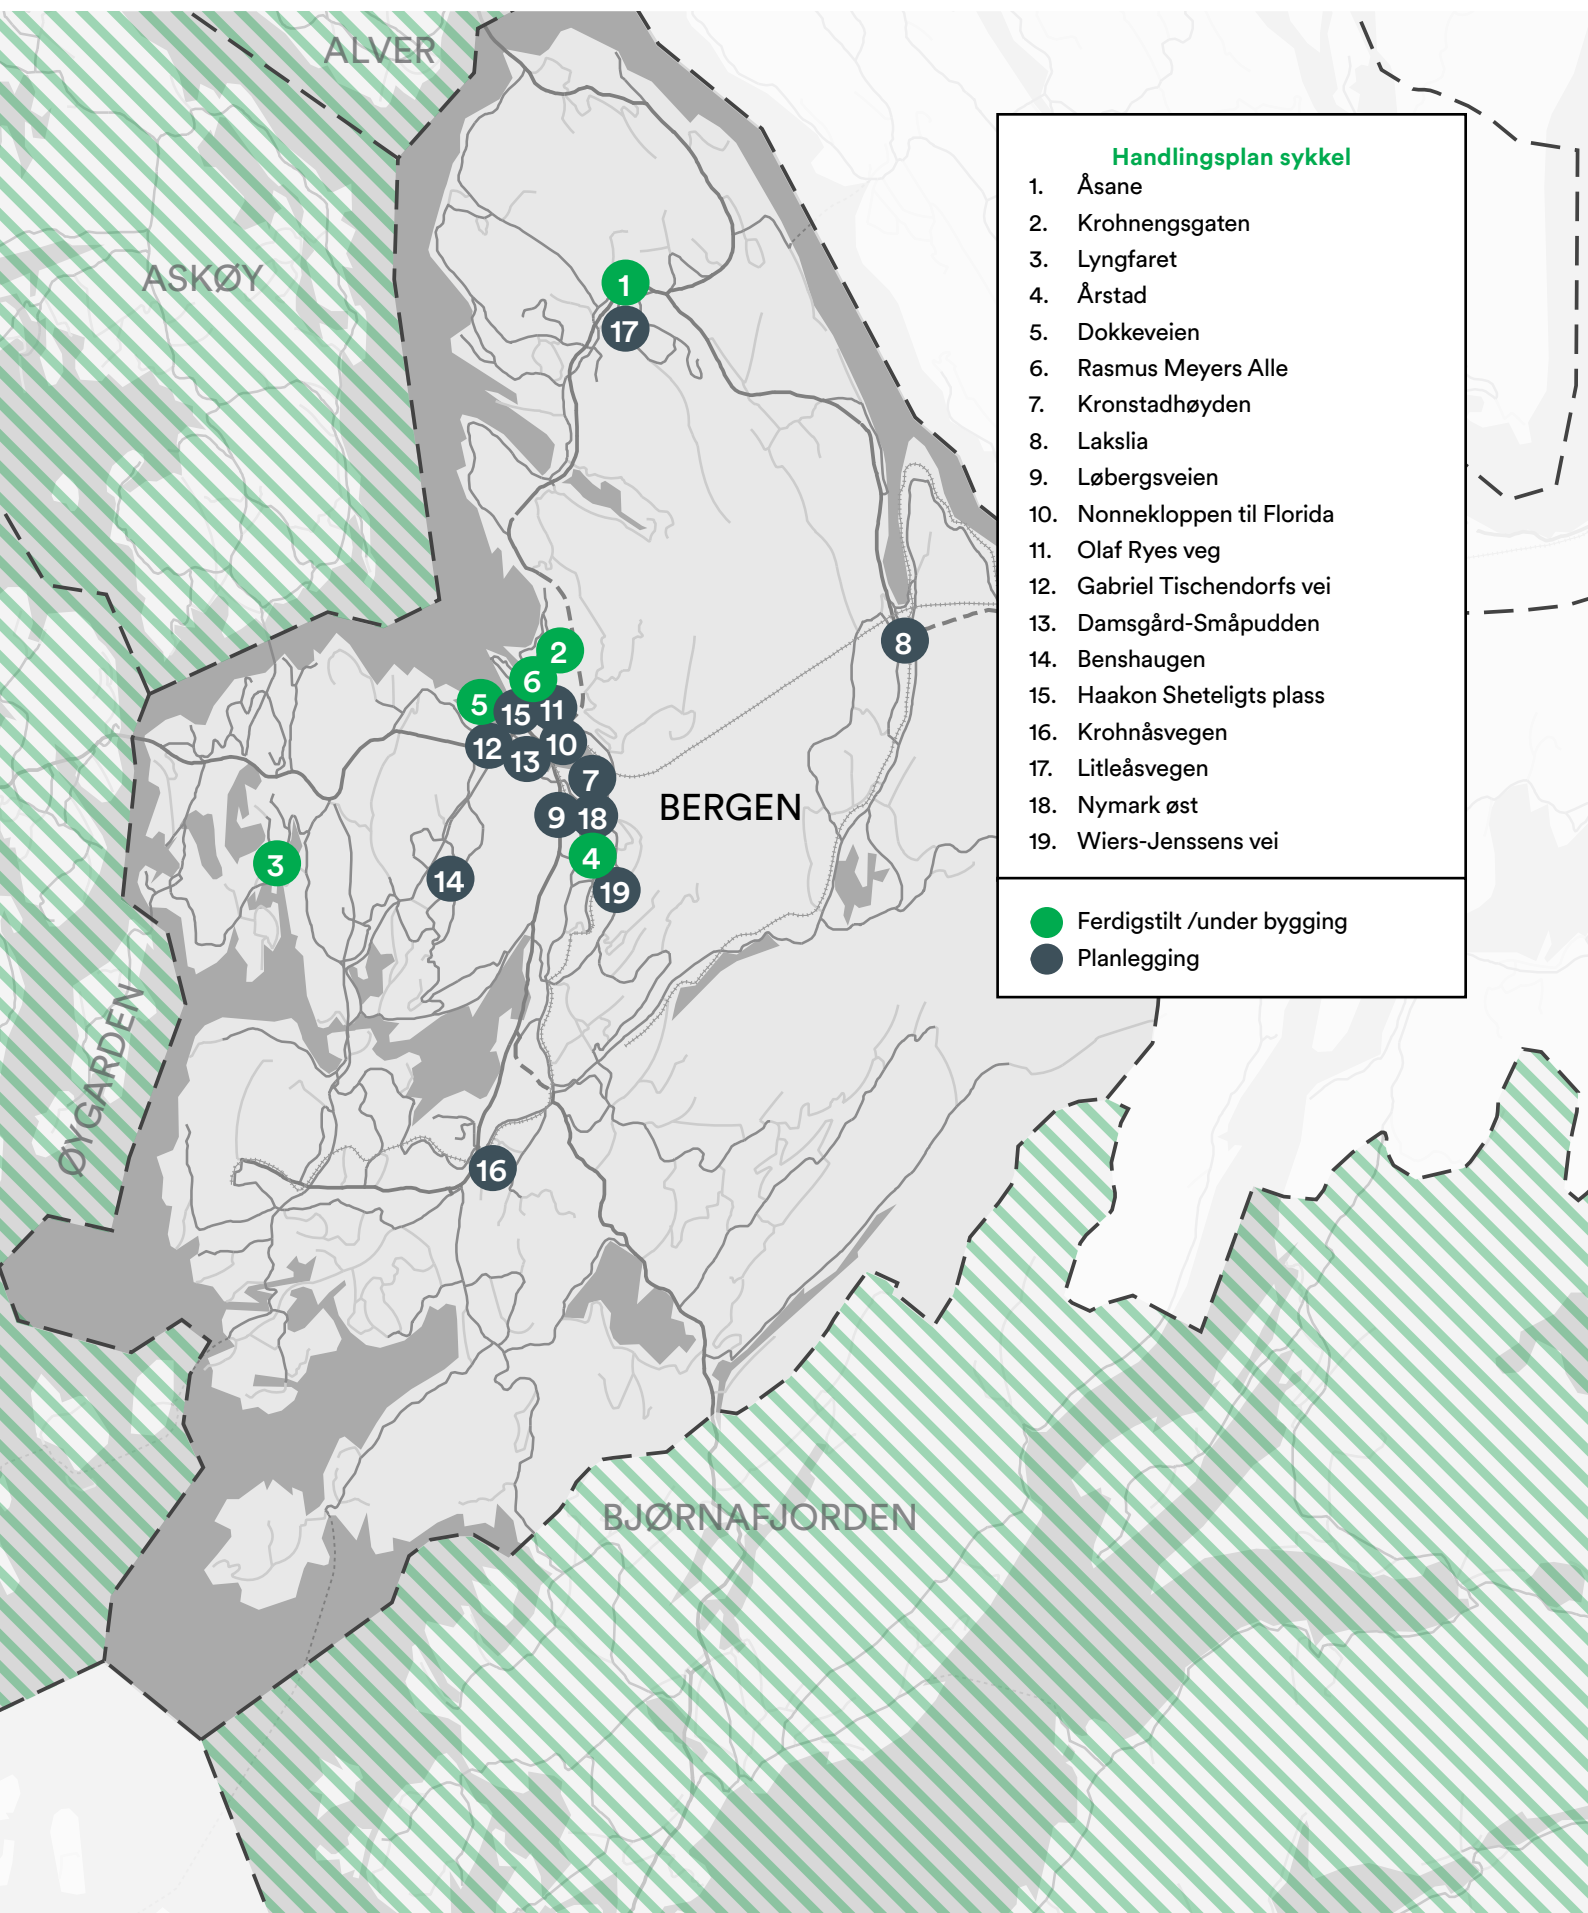 ALVER
ASKØY
ØYGARDEN
BERGEN
BJØRNAFJORDEN
1
17
2
6
5
15
11
12
13
10
7
9
18
4
19
14
3
8
16
Handlingsplan sykkel
1. Åsane
2. Krohnengsgaten
3. Lyngfaret
4. Årstad
5. Dokkeveien
6. Rasmus Meyers Alle
7. Kronstadhøyden
8. Lakslia
9. Løbergsveien
10. Nonnekloppen til Florida
11. Olaf Ryes veg
12. Gabriel Tischendorfs vei
13. Damsgård-Småpudden
14. Benshaugen
15. Haakon Sheteligts plass
16. Krohnåsvegen
17. Litleåsvegen
18. Nymark øst
19. Wiers-Jenssens vei
Ferdigstilt /under bygging
Planlegging